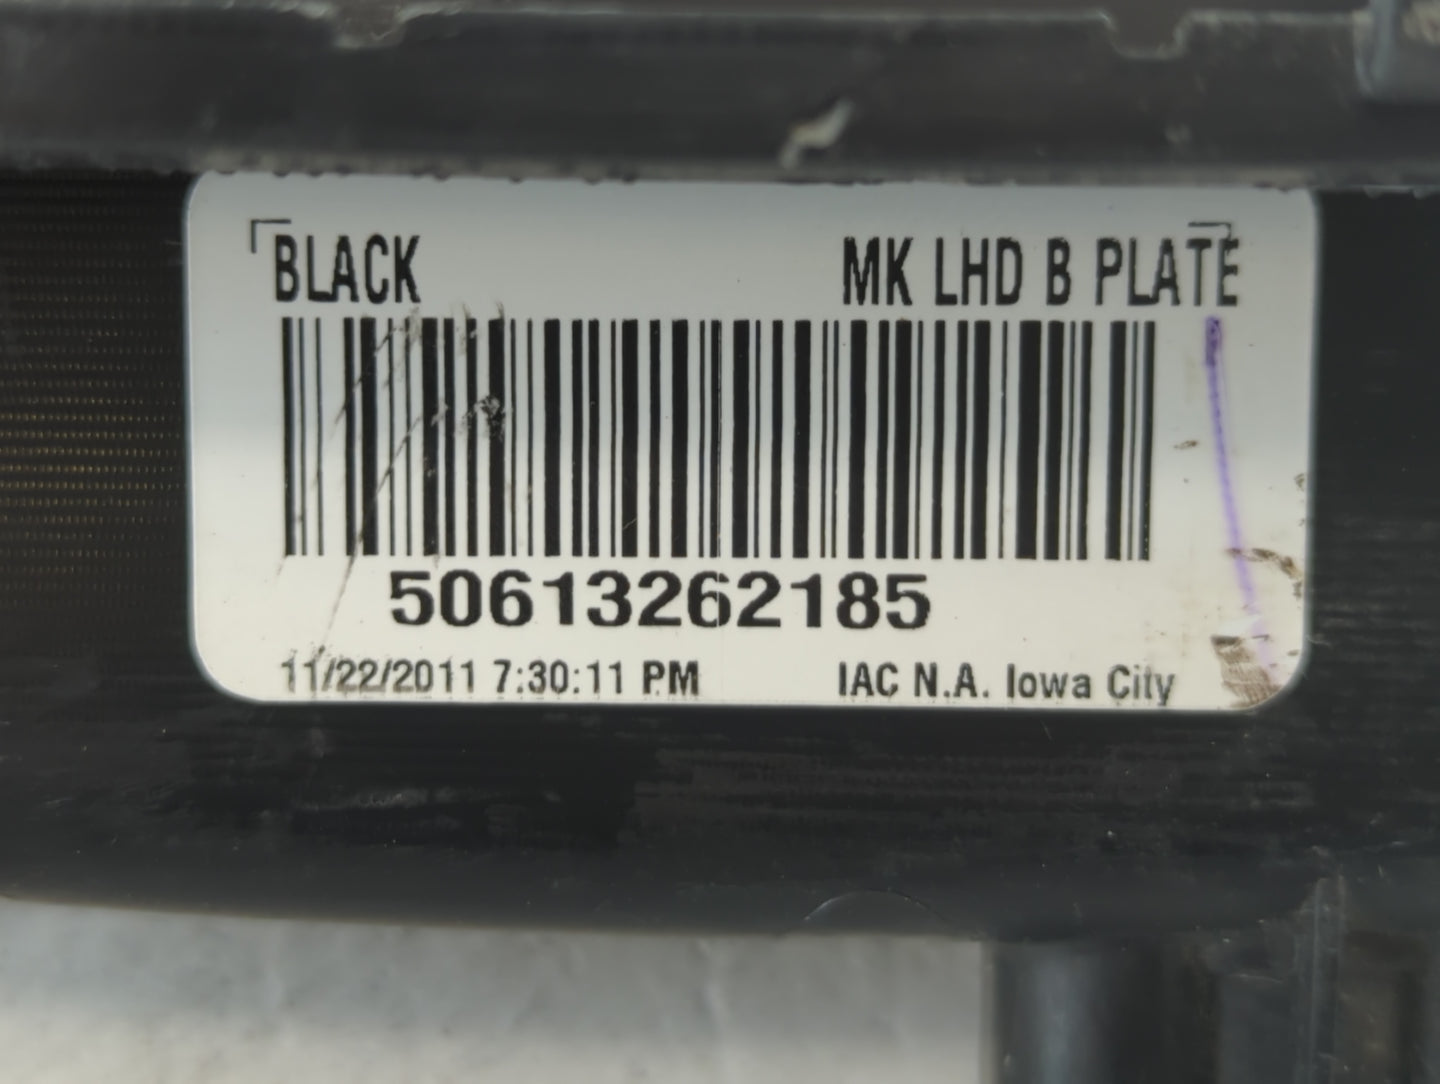 BLACK MK LHD B PLATE
50613262185
11/22/2011 7:30:11 PM IAC N.A. Iowa City